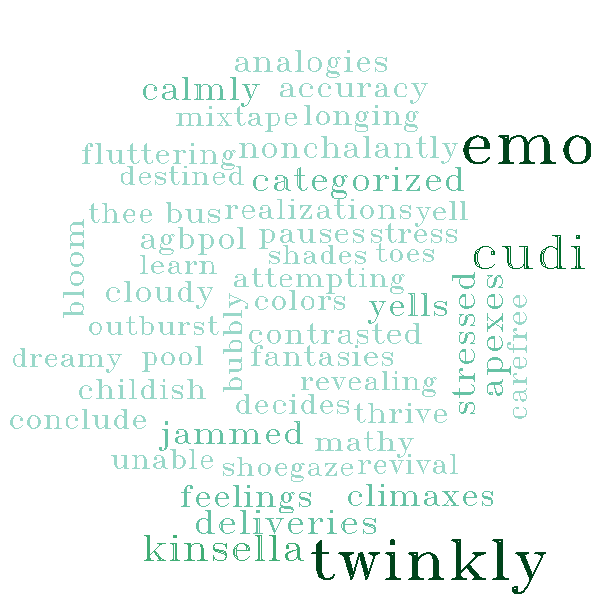 analogies
calmly accuracy
mixtape longing
fluttering nonchalantly emo
destined categorized
thee bus realizations yell
agbpol pauses stress
shades toes cudi
learn
bloom
attempting
cloudy colors yells
stressed apexes carefree
outburst bubbly contrasted
dreamy pool fantasies
childish revealing
conclude decides thrive
jammed mathy
unable shoegaze revival
feelings climaxes
deliveries
kinsella twinkly